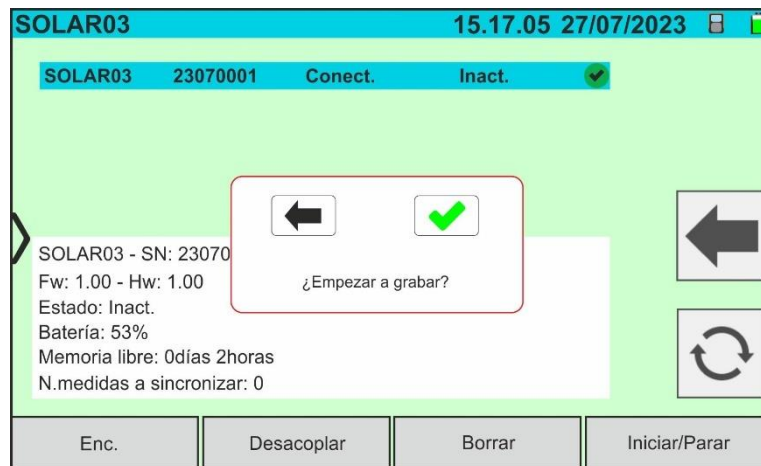 SOLAR03 15.17.05 27/07/2023
SOLAR03 23070001 Conect. Inact.
¿Empezar a grabar?
SOLAR03 - SN: 23070
Fw: 1.00 - Hw: 1.00
Estado: Inact.
Batería: 53%
Memoria libre: 0días 2horas
N.medidas a sincronizar: 0
Enc. Desacoplar Borrar Iniciar/Parar